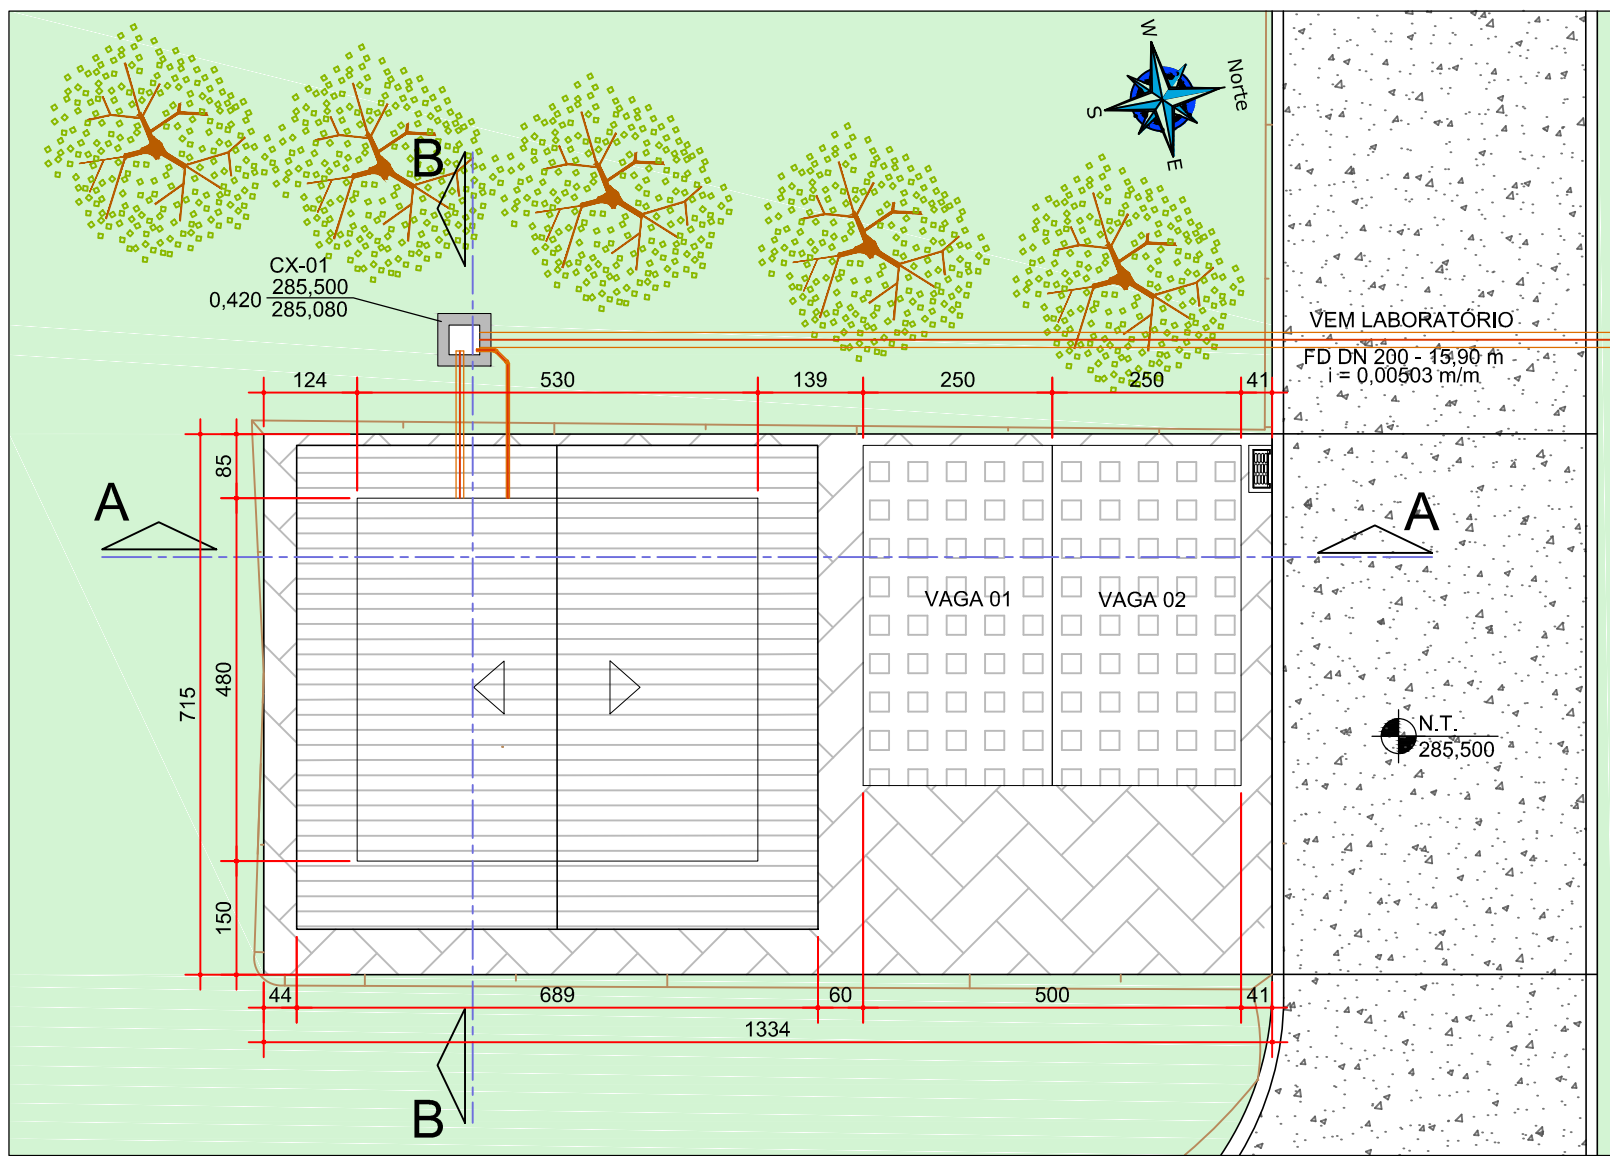 W
Norte
S
E
B
CX-01
285,500
0,420
285,080
VEM LABORATÓRIO
FD DN 200 - 15,90 m
i = 0,00503 m/m
124
530
139
250
250
41
85
A
A
VAGA 01
VAGA 02
480
715
N.T.
285,500
150
44
689
60
500
41
1334
B